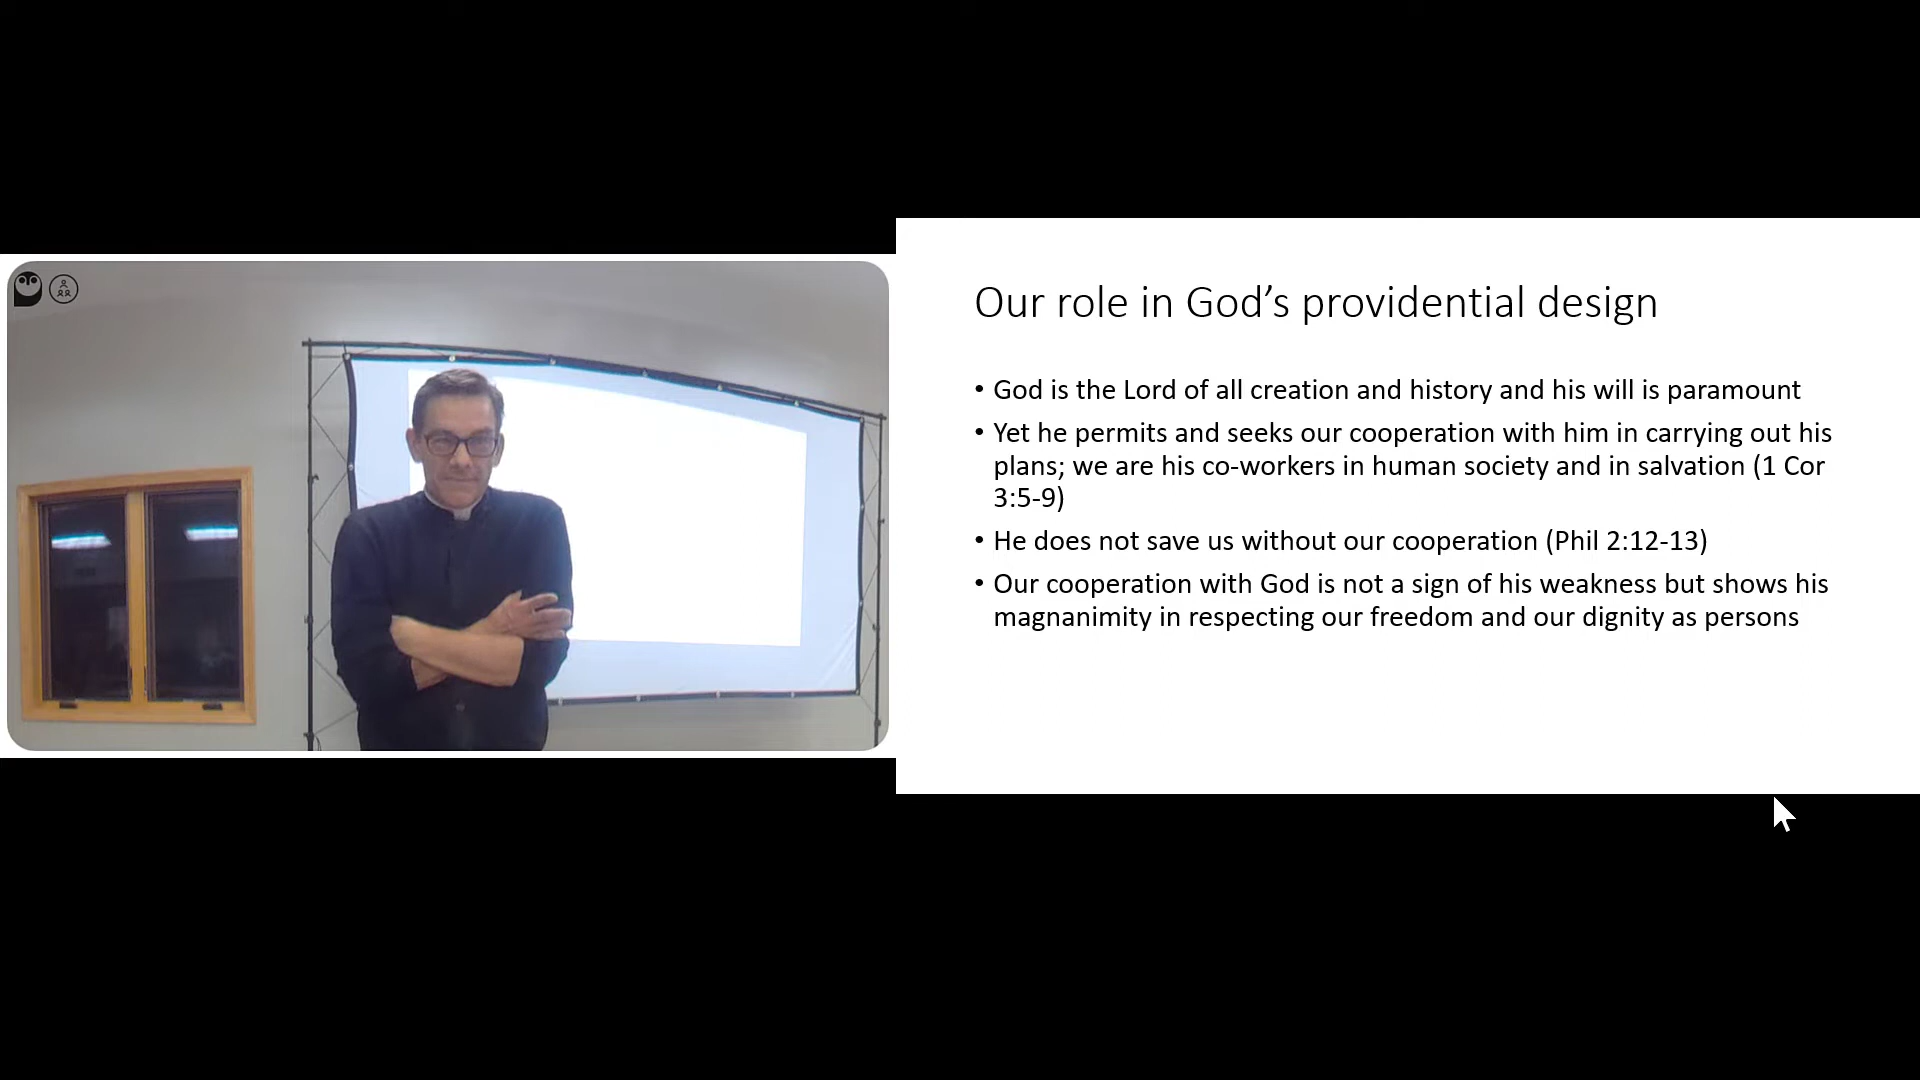 Our role in God’s providential design
• God is the Lord of all creation and history and his will is paramount
• Yet he permits and seeks our cooperation with him in carrying out his
plans; we are his co-workers in human society and in salvation (1 Cor
3:5-9)
• He does not save us without our cooperation (Phil 2:12-13)
• Our cooperation with God is not a sign of his weakness but shows his
magnanimity in respecting our freedom and our dignity as persons